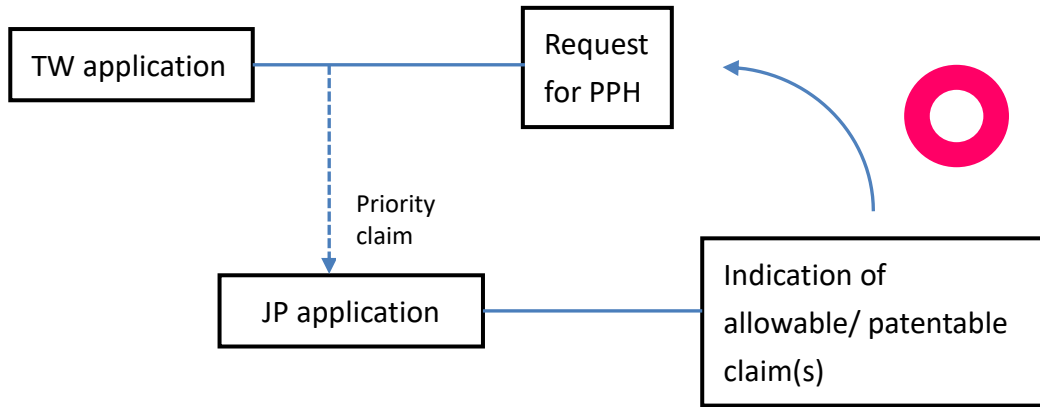 TW application
Request
for PPH
Priority
claim
JP application
Indication of
allowable/ patentable
claim(s)